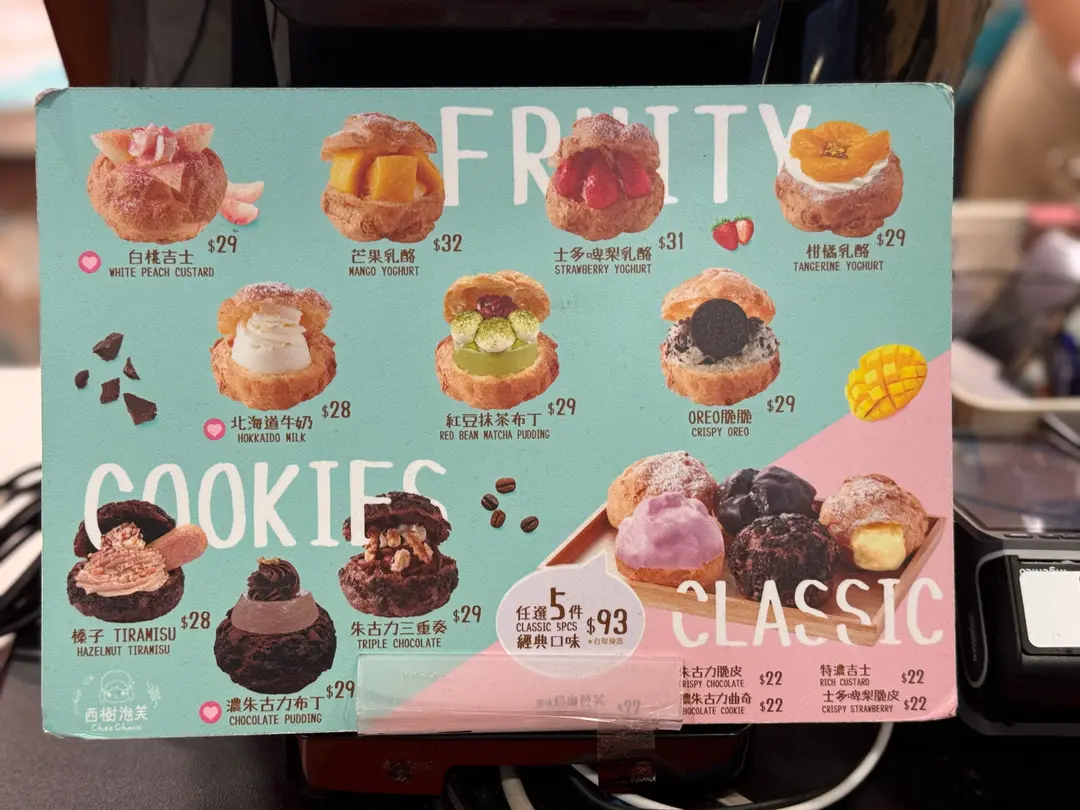 FRUITY
$29
白桃吉士
WHITE PEACH CUSTARD
$32
芒果乳酪
MANGO YOGHURT
$31
士多啤梨乳酪
STRAWBERRY YOGHURT
$29
柑橘乳酪
TANGERINE YOGHURT
$28
北海道牛奶
HOKKAIDO MILK
$29
紅豆抹茶布丁
RED BEAN MATCHA PUDDING
$29
OREO脆脆
CRISPY OREO
COOKIES
$28
榛子 TIRAMISU
HAZELNUT TIRAMISU
$29
朱古力三重奏
TRIPLE CHOCOLATE
$29
濃朱古力布丁
CHOCOLATE PUDDING
西樹泡芙
Chez Choux
任選5件
CLASSIC 5PCS
經典口味
$93
CLASSIC
朱古力脆皮 $22
CRISPY CHOCOLATE
濃朱古力曲奇 $22
CHOCOLATE COOKIE
特濃吉士 $22
RICH CUSTARD
士多啤梨脆皮 $22
CRISPY STRAWBERRY